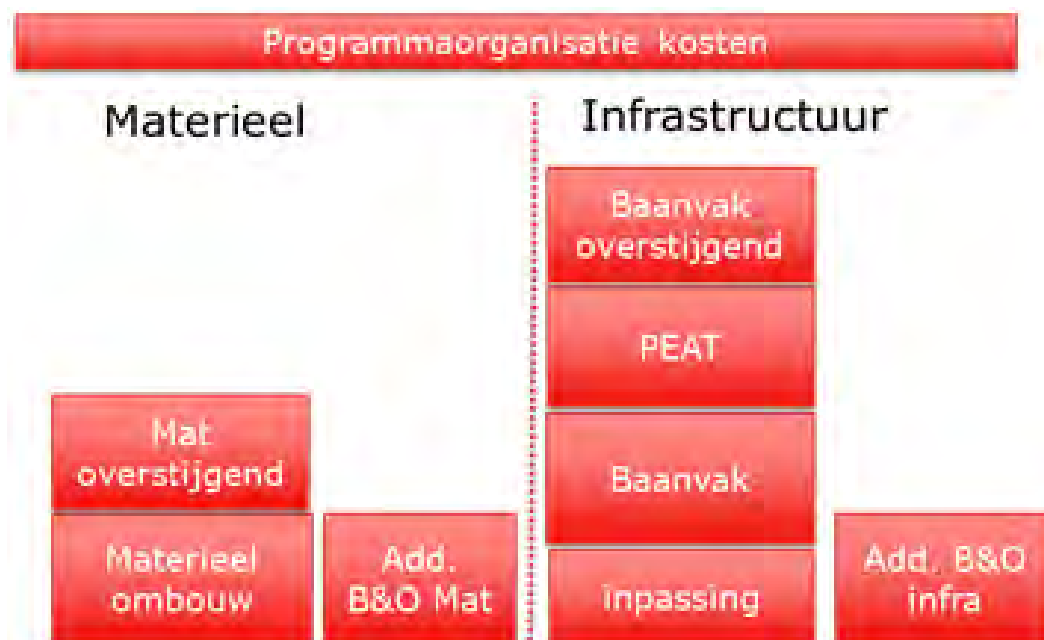 Programmaorganisatie kosten
Materieel
Infrastructuur
Baanvak
overstijgend
PEAT
Mat
overstijgend
Baanvak
Materieel
ombouw
Add.
B&O Mat
inpassing
Add. B&O
infra